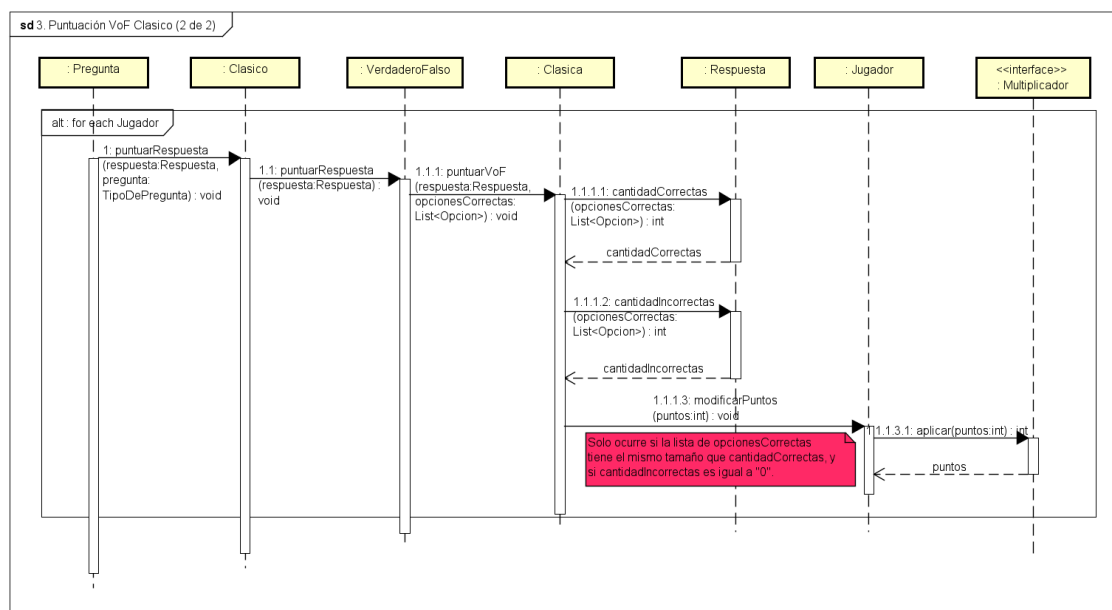 sd 3. Puntuación VoF Clasico (2 de 2)
: Pregunta
: Clasico
: VerdaderoFalso
: Clasica
: Respuesta
: Jugador
<<interface>>
: Multiplicador
alt : for each Jugador
1: puntuarRespuesta
(respuesta:Respuesta,
pregunta:
TipoDePregunta) : void
1.1: puntuarRespuesta
(respuesta:Respuesta) :
void
1.1.1: puntuarVoF
(respuesta:Respuesta,
opcionesCorrectas:
List<Opcion>) : void
1.1.1.1: cantidadCorrectas
(opcionesCorrectas:
List<Opcion>) : int
cantidadCorrectas
1.1.1.2: cantidadIncorrectas
(opcionesCorrectas:
List<Opcion>) : int
cantidadIncorrectas
1.1.1.3: modificarPuntos
(puntos:int) : void
1.1.1.3.1: aplicar(puntos:int) : int
puntos
Solo ocurre si la lista de opcionesCorrectas
tiene el mismo tamaño que cantidadCorrectas, y
si cantidadIncorrectas es igual a "0".